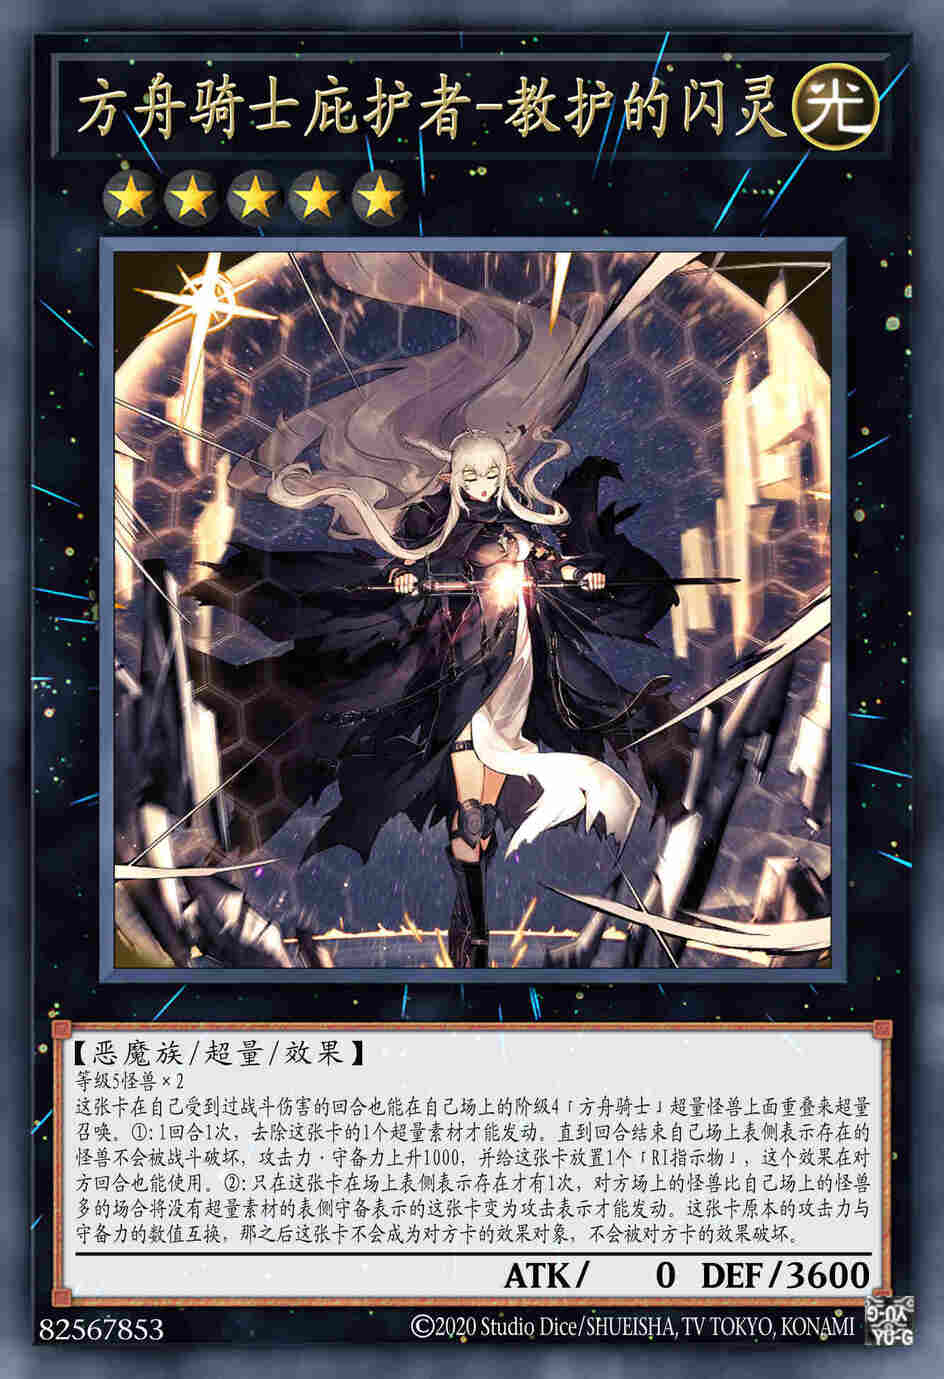 方舟骑士庇护者-教护的闪灵 光
【恶魔族/超量/效果】
等级5怪兽×2
这张卡在自己受到过战斗伤害的回合也能在自己场上的阶级4「方舟骑士」超量怪兽上面重叠来超量
召唤。①:1回合1次，去除这张卡的1个超量素材才能发动。直到回合结束自己场上表侧表示存在的
怪兽不会被战斗破坏，攻击力·守备力上升1000，并给这张卡放置1个「RI指示物」，这个效果在对
方回合也能使用。②:只在这张卡在场上表侧表示存在才有1次，对方场上的怪兽比自己场上的怪兽
多的场合将没有超量素材的表侧守备表示的这张卡变为攻击表示才能发动。这张卡原本的攻击力与
守备力的数值互换，那之后这张卡不会成为对方卡的效果对象，不会被对方卡的效果破坏。
ATK/ 0 DEF/3600
82567853 ©2020 Studio Dice/SHUEISHA, TV TOKYO, KONAMI
YU-G